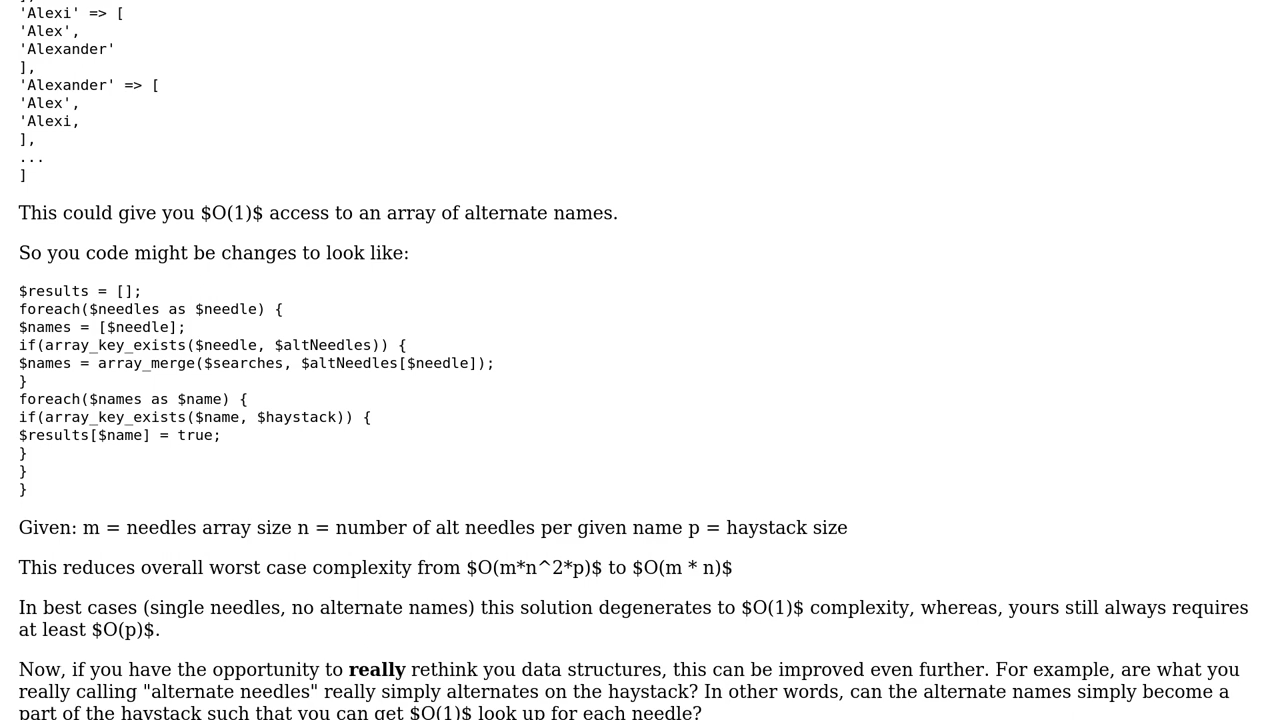 'Alexi' => [
'Alex',
'Alexander'
],
'Alexander' => [
'Alex',
'Alexi,
],
...
]
This could give you $O(1)$ access to an array of alternate names.
So you code might be changes to look like:
$results = [];
foreach($needles as $needle) {
$names = [$needle];
if(array_key_exists($needle, $altNeedles)) {
$names = array_merge($searches, $altNeedles[$needle]);
}
foreach($names as $name) {
if(array_key_exists($name, $haystack)) {
$results[$name] = true;
}
}
}
Given: m = needles array size n = number of alt needles per given name p = haystack size
This reduces overall worst case complexity from $O(m*n^2*p)$ to $O(m * n)$
In best cases (single needles, no alternate names) this solution degenerates to $O(1)$ complexity, whereas, yours still always requires
at least $O(p)$.
Now, if you have the opportunity to really rethink you data structures, this can be improved even further. For example, are what you
really calling "alternate needles" really simply alternates on the haystack? In other words, can the alternate names simply become a
part of the haystack such that you can get $O(1)$ look up for each needle?